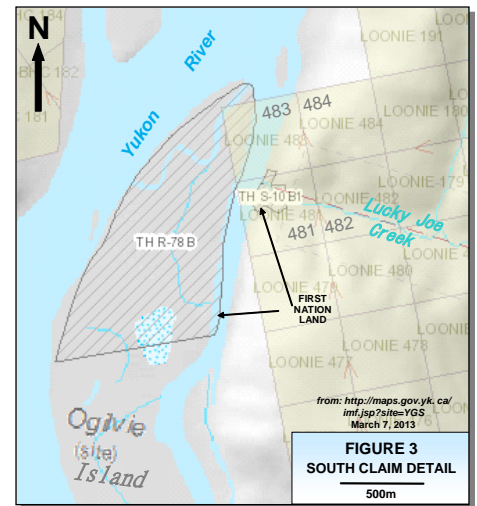 N
BHC 182
181
Yukon River
LOONIE 191
LOONIE 180
483 484
LOONIE 484
LOONIE 483
TH S-10 B1
LOONIE 482
LOONIE-179
LOONIE 481
481 482
Lucky Joe
Creek
TH R-78 B
LOONIE 480
LOONIE 479
FIRST
NATION
LAND
LOONIE 478
LOONIE 477
Ogilvie
(site)
Island
from: http://maps.gov.yk.ca/
imf.jsp?site=YGS
March 7, 2013
FIGURE 3
SOUTH CLAIM DETAIL
500m